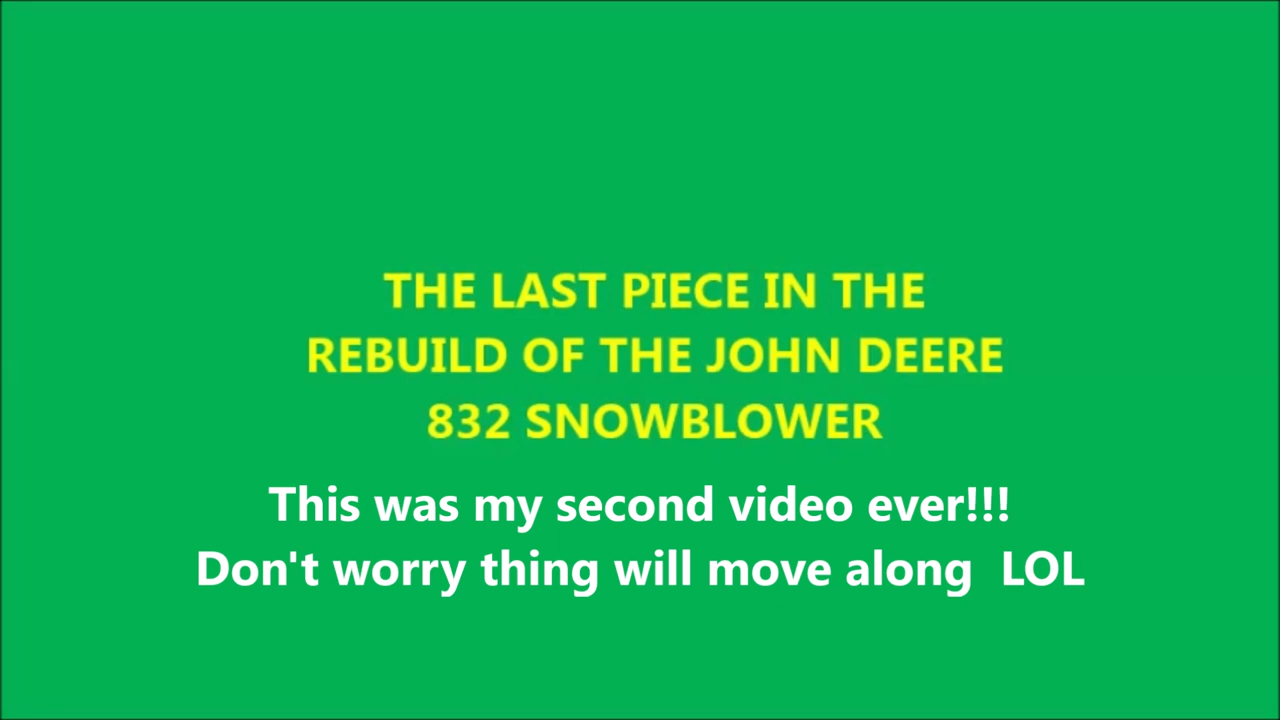 THE LAST PIECE IN THE
REBUILD OF THE JOHN DEERE
832 SNOWBLOWER
This was my second video ever!!!
Don't worry thing will move along  LOL